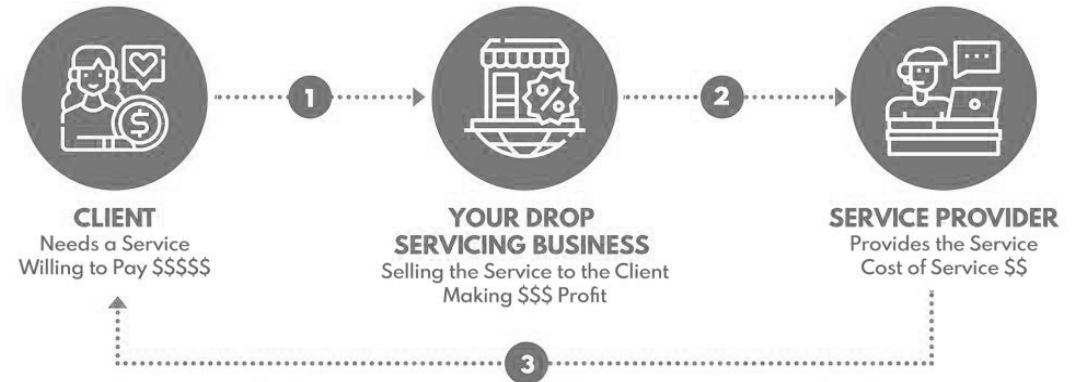 1
2
CLIENT
Needs a Service
Willing to Pay $$$$$
YOUR DROP
SERVICING BUSINESS
Selling the Service to the Client
Making $$$ Profit
SERVICE PROVIDER
Provides the Service
Cost of Service $$
3